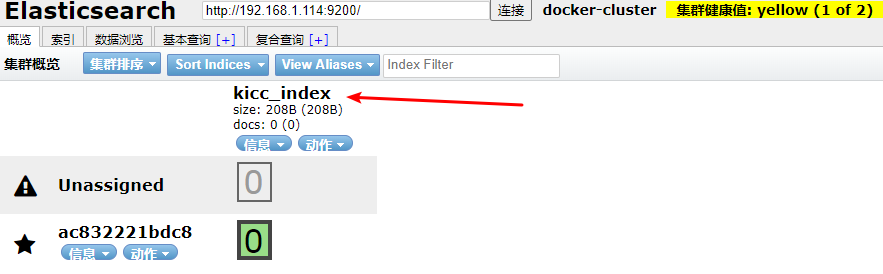 Elasticsearch http://192.168.1.114:9200/ 连接 docker-cluster 集群健康值: yellow (1 of 2)
概览 索引 数据浏览 基本查询 [+] 复合查询 [+]
集群概览 集群排序 Sort Indices View Aliases Index Filter
kicc_index
size: 208B (208B)
docs: 0 (0)
信息 动作
Unassigned 0
ac832221bdc8 0
信息 动作